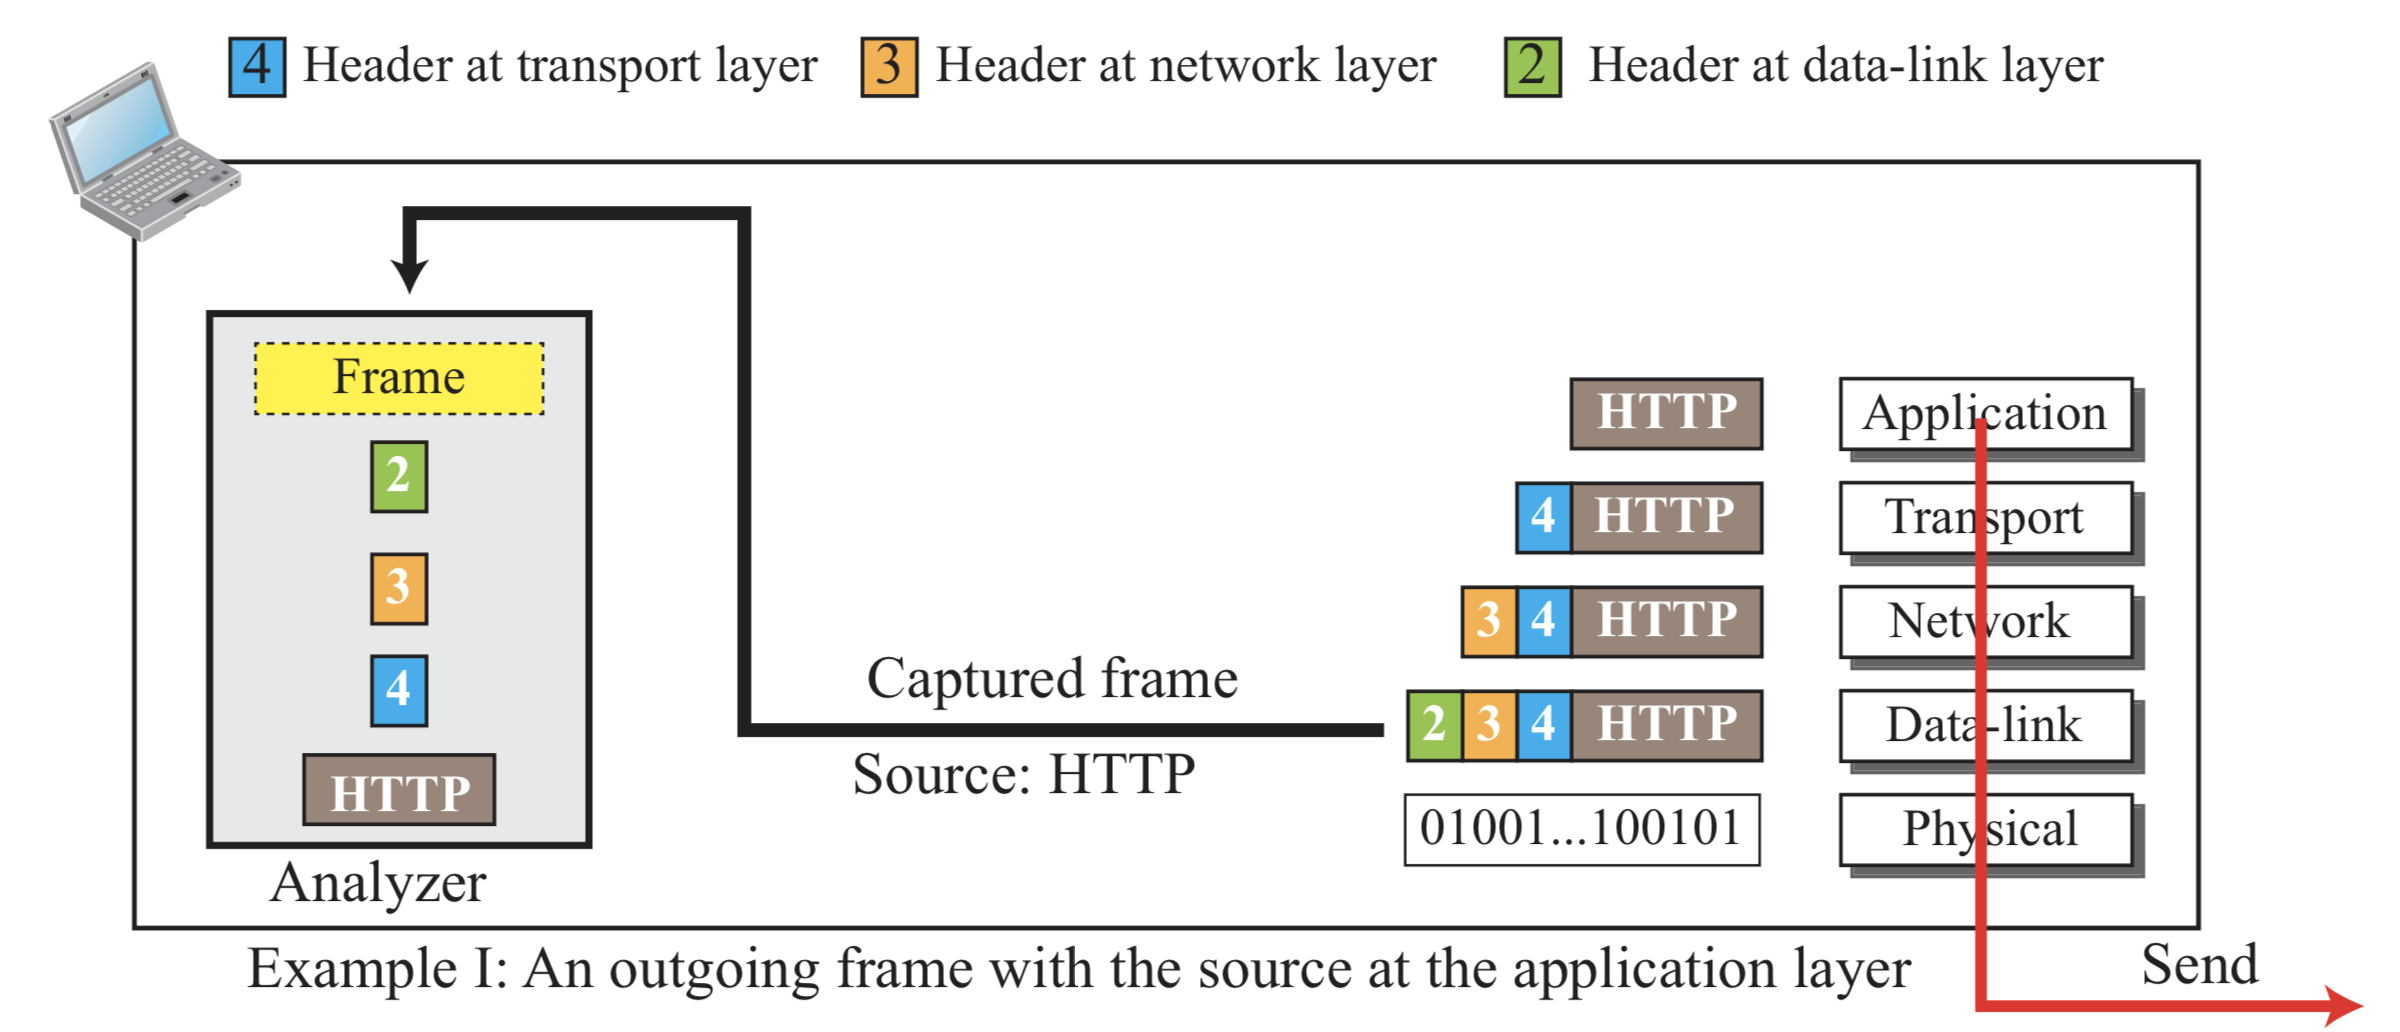 4 Header at transport layer 3 Header at network layer 2 Header at data-link layer
Frame
2
3
4
HTTP
Analyzer
Captured frame
Source: HTTP
HTTP Application
4 HTTP Transport
3 4 HTTP Network
2 3 4 HTTP Data-link
01001...100101 Physical
Example I: An outgoing frame with the source at the application layer
Send